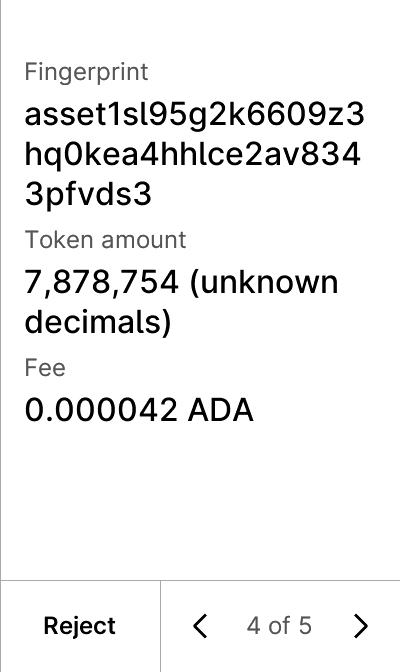 Fingerprint
asset1sl95g2k6609z3
hq0kea4hhlce2av834
3pfvds3
Token amount
7,878,754 (unknown
decimals)
Fee
0.000042 ADA
Reject
4 of 5